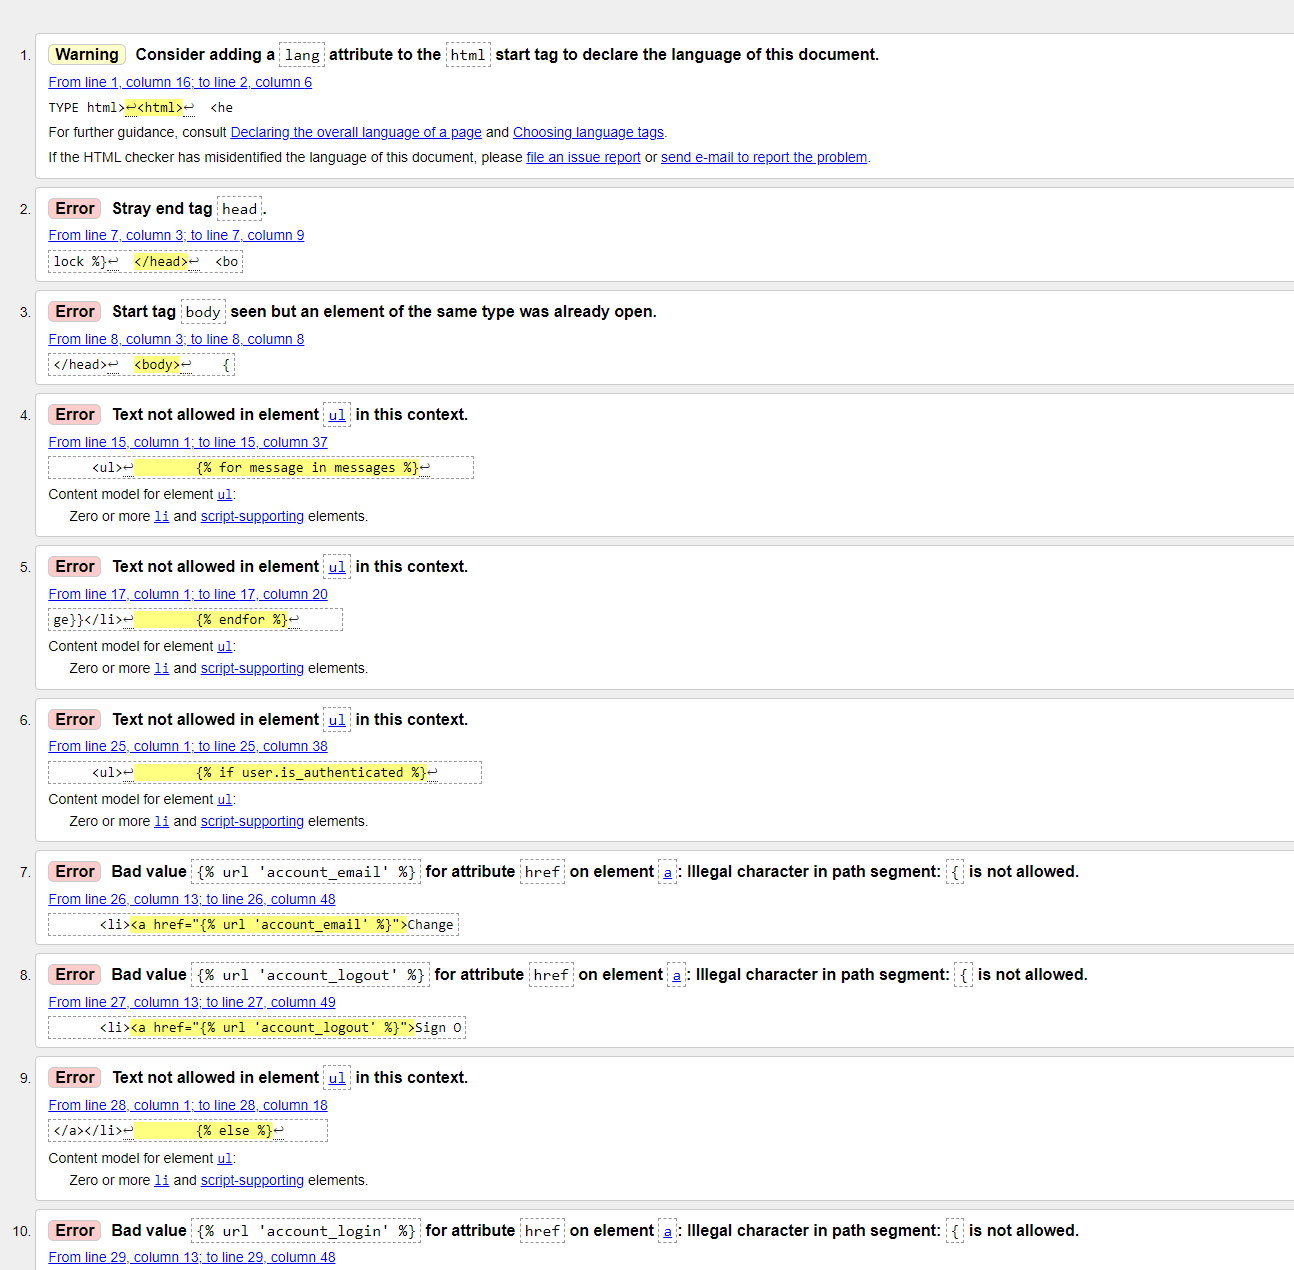 1. Warning Consider adding a lang attribute to the html start tag to declare the language of this document.
From line 1, column 16; to line 2, column 6
TYPE html>↩<html>↩  <he
For further guidance, consult Declaring the overall language of a page and Choosing language tags.
If the HTML checker has misidentified the language of this document, please file an issue report or send e-mail to report the problem.
2. Error Stray end tag head.
From line 7, column 3; to line 7, column 9
lock %}↩  </head>↩  <bo
3. Error Start tag body seen but an element of the same type was already open.
From line 8, column 3; to line 8, column 8
</head>↩  <body>↩    {
4. Error Text not allowed in element ul in this context.
From line 15, column 1; to line 15, column 37
<ul>↩        {% for message in messages %}↩
Content model for element ul:
Zero or more li and script-supporting elements.
5. Error Text not allowed in element ul in this context.
From line 17, column 1; to line 17, column 20
ge}}</li>↩        {% endfor %}↩
Content model for element ul:
Zero or more li and script-supporting elements.
6. Error Text not allowed in element ul in this context.
From line 25, column 1; to line 25, column 38
<ul>↩        {% if user.is_authenticated %}↩
Content model for element ul:
Zero or more li and script-supporting elements.
7. Error Bad value {% url 'account_email' %} for attribute href on element a: Illegal character in path segment: { is not allowed.
From line 26, column 13; to line 26, column 48
<li><a href="{% url 'account_email' %}">Change
8. Error Bad value {% url 'account_logout' %} for attribute href on element a: Illegal character in path segment: { is not allowed.
From line 27, column 13; to line 27, column 49
<li><a href="{% url 'account_logout' %}">Sign O
9. Error Text not allowed in element ul in this context.
From line 28, column 1; to line 28, column 18
</a></li>↩        {% else %}↩
Content model for element ul:
Zero or more li and script-supporting elements.
10. Error Bad value {% url 'account_login' %} for attribute href on element a: Illegal character in path segment: { is not allowed.
From line 29, column 13; to line 29, column 48